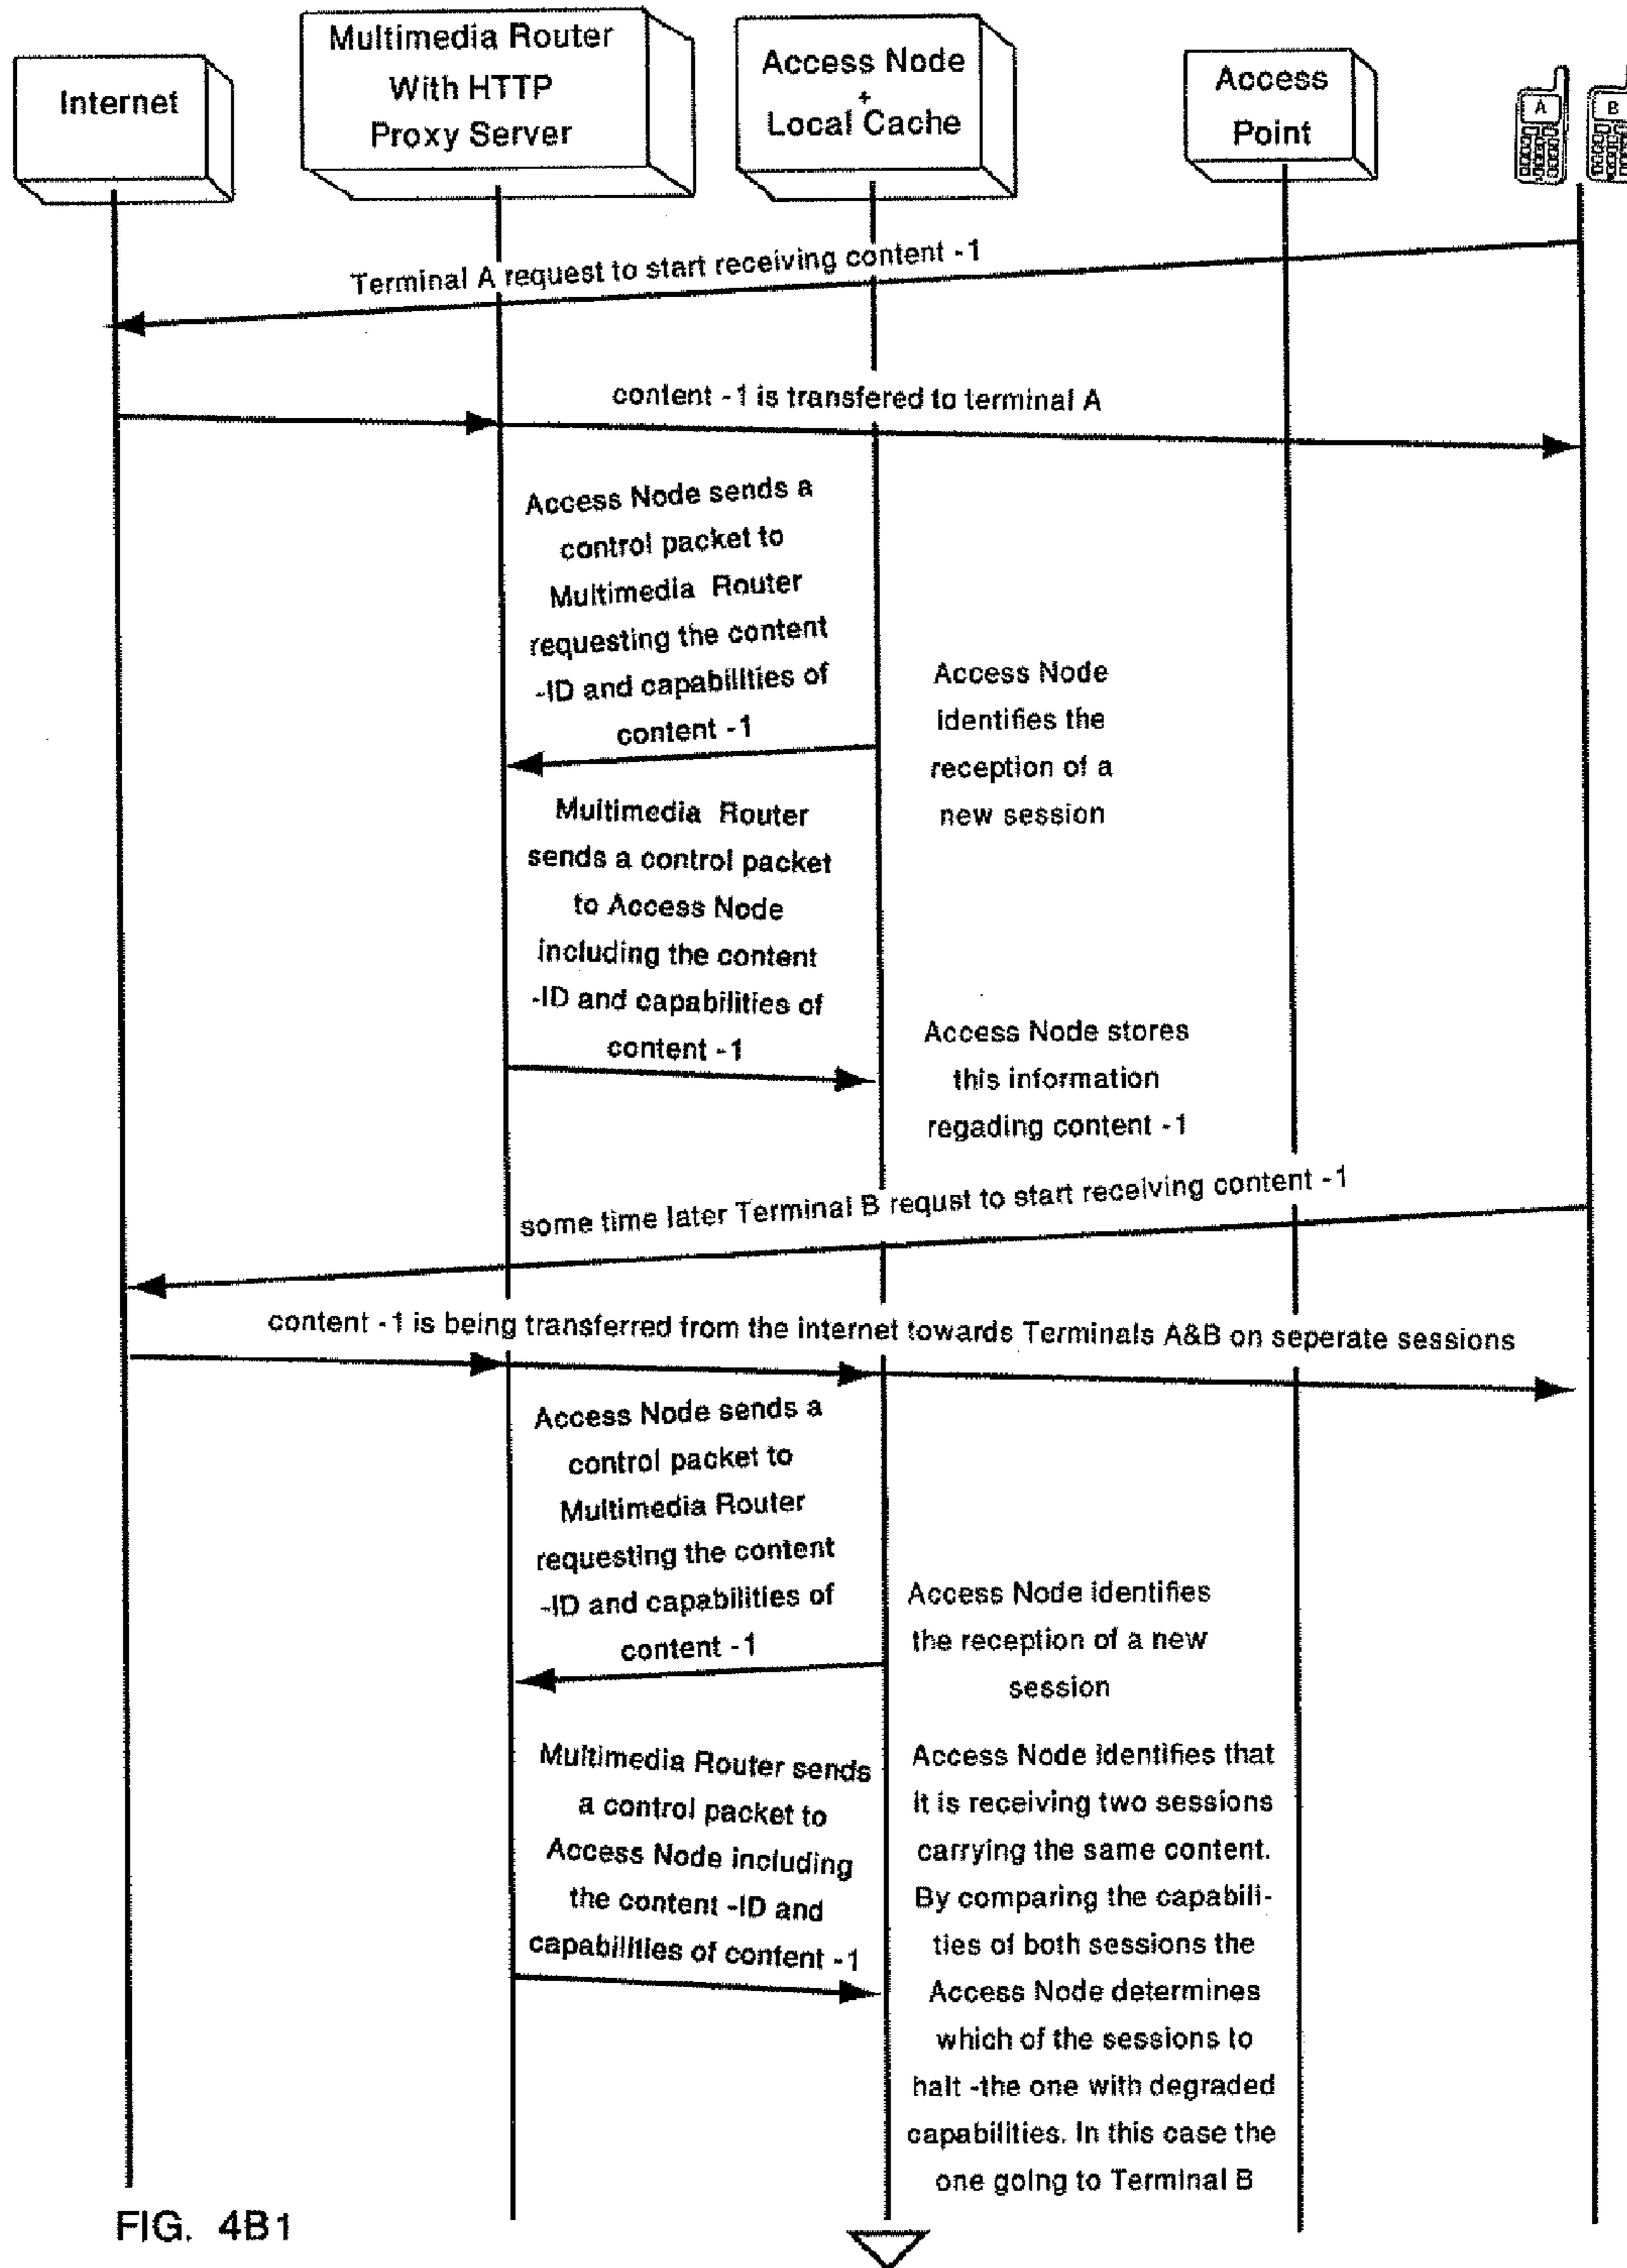 Internet
Multimedia Router
With HTTP
Proxy Server
Access Node
+
Local Cache
Access
Point
A
B
Terminal A request to start receiving content -1
content -1 is transfered to terminal A
Access Node sends a
control packet to
Multimedia Router
requesting the content
-ID and capabilities of
content -1
Access Node
identifies the
reception of a
new session
Multimedia Router
sends a control packet
to Access Node
including the content
-ID and capabilities of
content -1
Access Node stores
this information
regading content -1
some time later Terminal B requst to start receiving content -1
content -1 is being transferred from the internet towards Terminals A&B on seperate sessions
Access Node sends a
control packet to
Multimedia Router
requesting the content
-ID and capabilities of
content -1
Access Node identifies
the reception of a new
session
Multimedia Router sends
a control packet to
Access Node including
the content -ID and
capabilities of content -1
Access Node identifies that
it is receiving two sessions
carrying the same content.
By comparing the capabili-
ties of both sessions the
Access Node determines
which of the sessions to
halt -the one with degraded
capabilities. In this case the
one going to Terminal B
FIG. 4B1